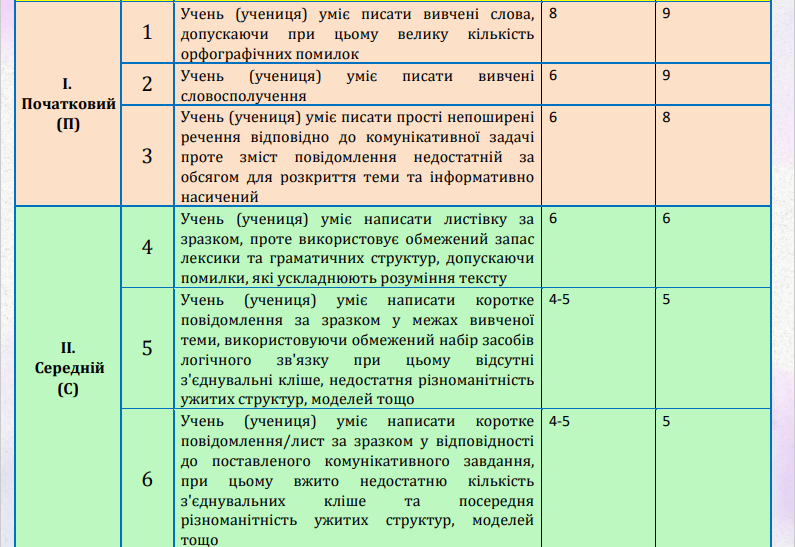 1
Учень (учениця) уміє писати вивчені слова,
допускаючи при цьому велику кількість
орфографічних помилок
8
9
І.
Початковий
(П)
2
Учень (учениця) уміє писати вивчені
словосполучення
6
9
3
Учень (учениця) уміє писати прості непоширені
речення відповідно до комунікативної задачі
проте зміст повідомлення недостатній за
обсягом для розкриття теми та інформативно
насичений
6
8
4
Учень (учениця) уміє написати листівку за
зразком, проте використовує обмежений запас
лексики та граматичних структур, допускаючи
помилки, які ускладнюють розуміння тексту
6
6
ІІ.
Середній
(С)
5
Учень (учениця) уміє написати коротке
повідомлення за зразком у межах вивченої
теми, використовуючи обмежений набір засобів
логічного зв'язку при цьому відсутні
з'єднувальні кліше, недостатня різноманітність
ужитих структур, моделей тощо
4-5
5
6
Учень (учениця) уміє написати коротке
повідомлення/лист за зразком у відповідності
до поставленого комунікативного завдання,
при цьому вжито недостатню кількість
з'єднувальних кліше та посередня
різноманітність ужитих структур, моделей
тощо
4-5
5